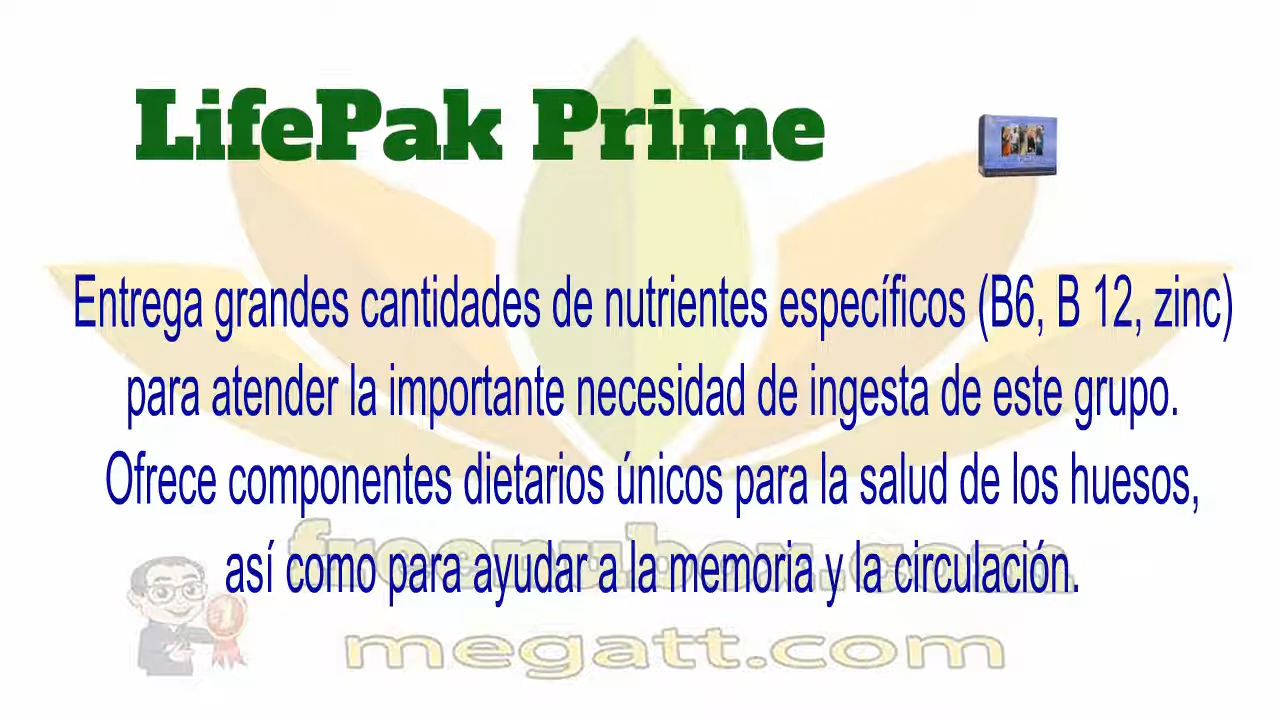 LifePak Prime
Entrega grandes cantidades de nutrientes específicos (B6, B 12, zinc)
para atender la importante necesidad de ingesta de este grupo.
Ofrece componentes dietarios únicos para la salud de los huesos,
así como para ayudar a la memoria y la circulación.
megatt.com